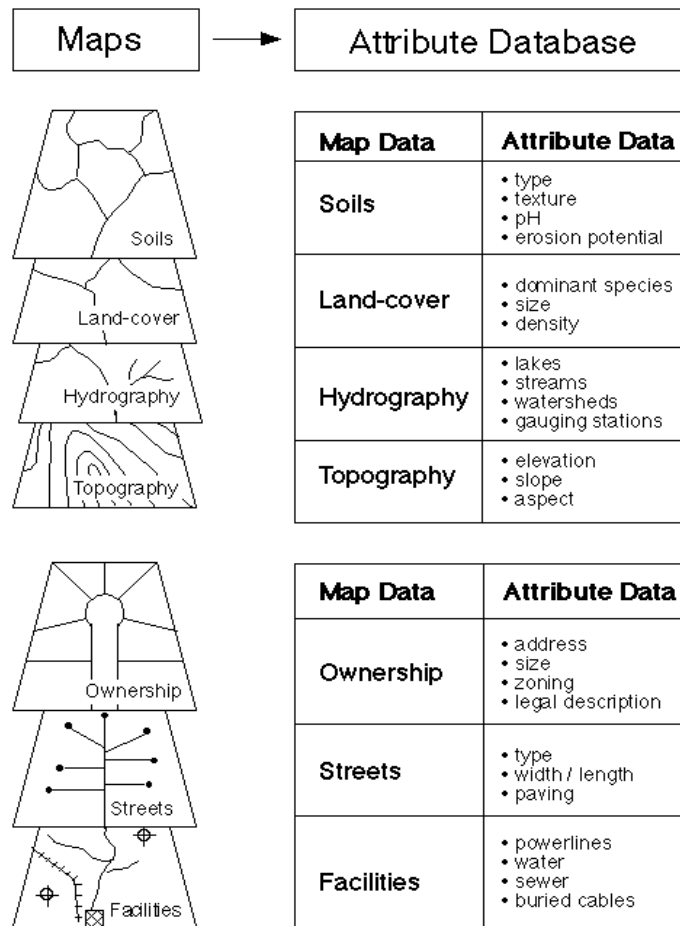 Maps
Attribute Database
Soils
Land-cover
Hydrography
Topography
Map Data
Attribute Data
Soils
• type
• texture
• pH
• erosion potential
Land-cover
• dominant species
• size
• density
Hydrography
• lakes
• streams
• watersheds
• gauging stations
Topography
• elevation
• slope
• aspect
Ownership
Streets
Facilities
Map Data
Attribute Data
Ownership
• address
• size
• zoning
• legal description
Streets
• type
• width / length
• paving
Facilities
• powerlines
• water
• sewer
• buried cables